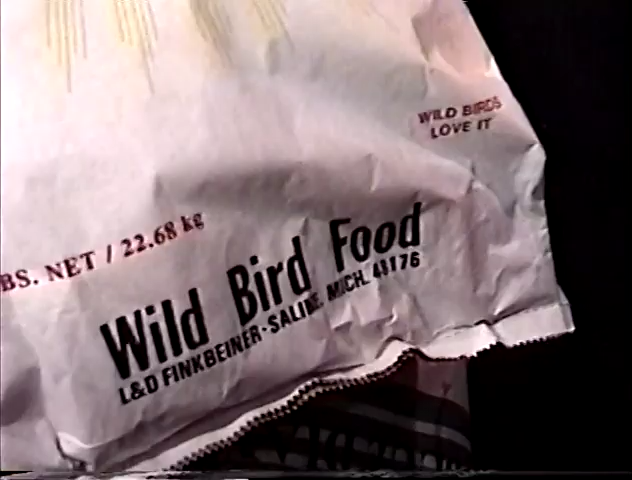 WILD BIRDS
LOVE IT
BS. NET / 22.68 kg
Wild Bird Food
L&D FINKBEINER-SALINE, MICH. 48176